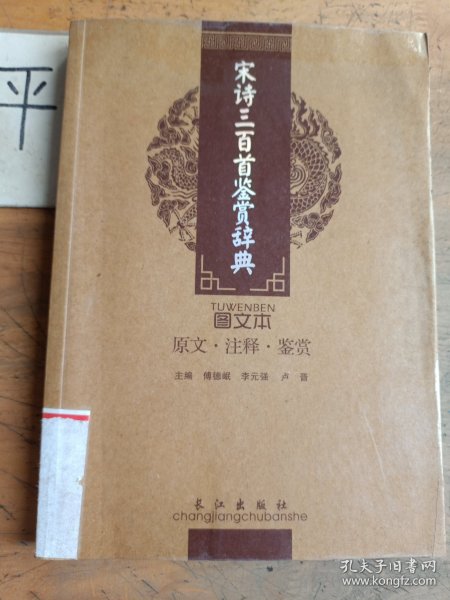 平
宋诗三百首鉴赏辞典
TUWENBEN
图文本
原文·注释·鉴赏
主编 傅德岷 李元强 卢晋
长江出版社
changjiangchubanshe
孔夫子旧书网
www.kongfz.com